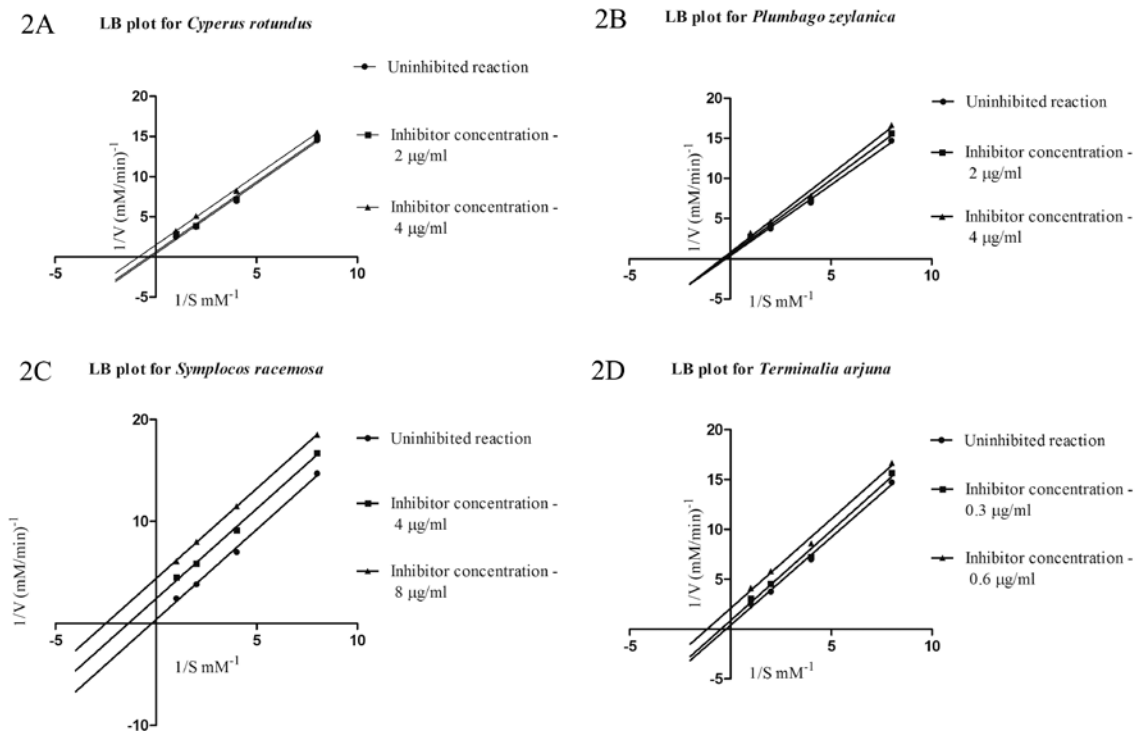 2A LB plot for Cyperus rotundus
Uninhibited reaction
Inhibitor concentration -
2 µg/ml
Inhibitor concentration -
4 µg/ml
1/V (mM/min)⁻¹
20
15
10
5
-5
-5 5 10
1/S mM⁻¹
2B LB plot for Plumbago zeylanica
Uninhibited reaction
Inhibitor concentration -
2 µg/ml
Inhibitor concentration -
4 µg/ml
1/V (mM/min)⁻¹
20
15
10
5
-5
-5 5 10
1/S mM⁻¹
2C LB plot for Symplocos racemosa
Uninhibited reaction
Inhibitor concentration -
4 µg/ml
Inhibitor concentration -
8 µg/ml
1/V (mM/min)⁻¹
20
10
-10
-5 5 10
1/S mM⁻¹
2D LB plot for Terminalia arjuna
Uninhibited reaction
Inhibitor concentration -
0.3 µg/ml
Inhibitor concentration -
0.6 µg/ml
1/V (mM/min)⁻¹
20
15
10
5
-5
-5 5 10
1/S mM⁻¹